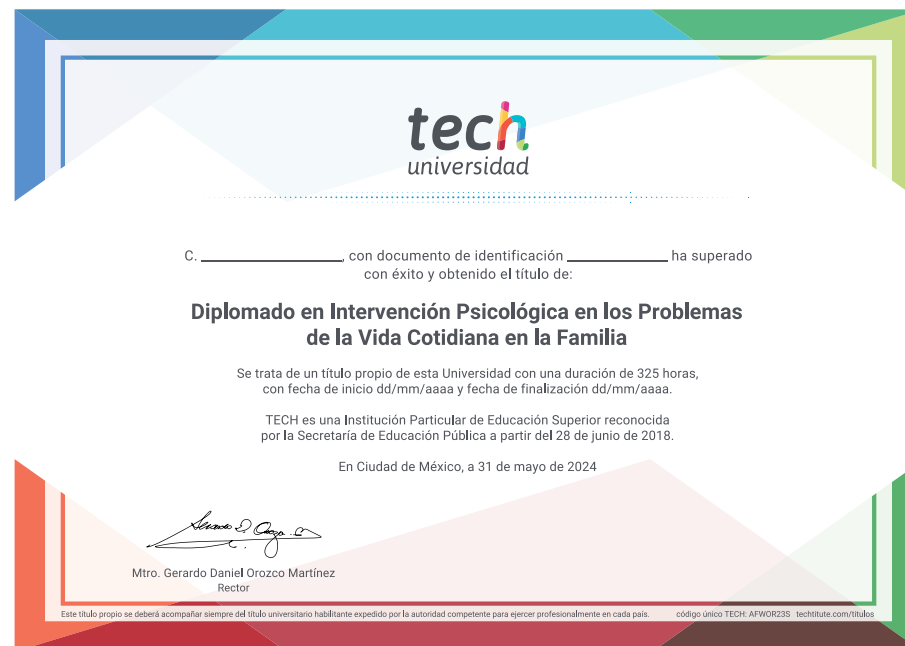 tech
universidad
C. ____________________, con documento de identificación ______________ ha superado
con éxito y obtenido el título de:
Diplomado en Intervención Psicológica en los Problemas
de la Vida Cotidiana en la Familia
Se trata de un título propio de esta Universidad con una duración de 325 horas,
con fecha de inicio dd/mm/aaaa y fecha de finalización dd/mm/aaaa.
TECH es una Institución Particular de Educación Superior reconocida
por la Secretaría de Educación Pública a partir del 28 de junio de 2018.
En Ciudad de México, a 31 de mayo de 2024
Mtro. Gerardo Daniel Orozco Martínez
Rector
Este título propio se deberá acompañar siempre del título universitario habilitante expedido por la autoridad competente para ejercer profesionalmente en cada país. código único TECH: AFWOR23S techtitute.com/titulos